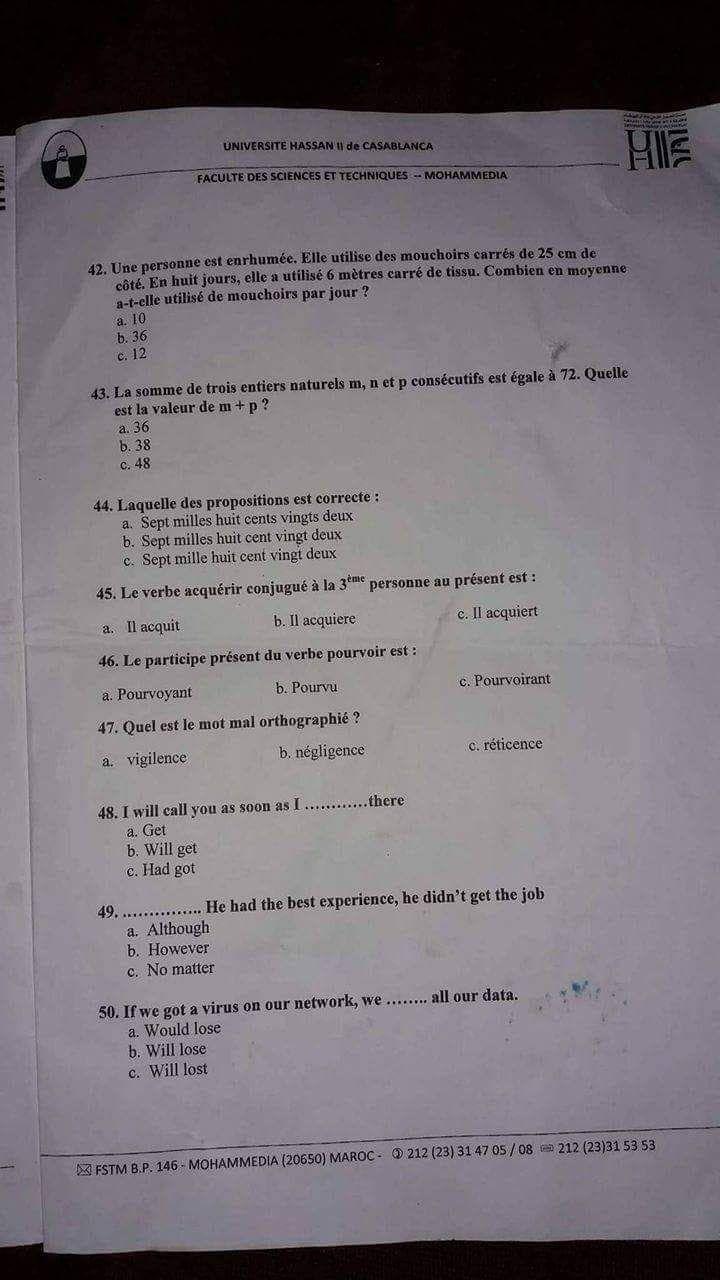 UNIVERSITE HASSAN II de CASABLANCA
FACULTE DES SCIENCES ET TECHNIQUES – MOHAMMEDIA
42. Une personne est enrhumée. Elle utilise des mouchoirs carrés de 25 cm de
côté. En huit jours, elle a utilisé 6 mètres carré de tissu. Combien en moyenne
a-t-elle utilisé de mouchoirs par jour ?
a. 10
b. 36
c. 12
43. La somme de trois entiers naturels m, n et p consécutifs est égale à 72. Quelle
est la valeur de m + p ?
a. 36
b. 38
c. 48
44. Laquelle des propositions est correcte :
a. Sept milles huit cents vingts deux
b. Sept milles huit cent vingt deux
c. Sept mille huit cent vingt deux
45. Le verbe acquérir conjugué à la 3ème personne au présent est :
a. Il acquit b. Il acquiere c. Il acquiert
46. Le participe présent du verbe pourvoir est :
a. Pourvoyant b. Pourvu c. Pourvoirant
47. Quel est le mot mal orthographié ?
a. vigilence b. négligence c. réticence
48. I will call you as soon as I ............there
a. Get
b. Will get
c. Had got
49. ............... He had the best experience, he didn't get the job
a. Although
b. However
c. No matter
50. If we got a virus on our network, we ........ all our data.
a. Would lose
b. Will lose
c. Will lost
FSTM B.P. 146 - MOHAMMEDIA (20650) MAROC - 212 (23) 31 47 05 / 08 212 (23)31 53 53